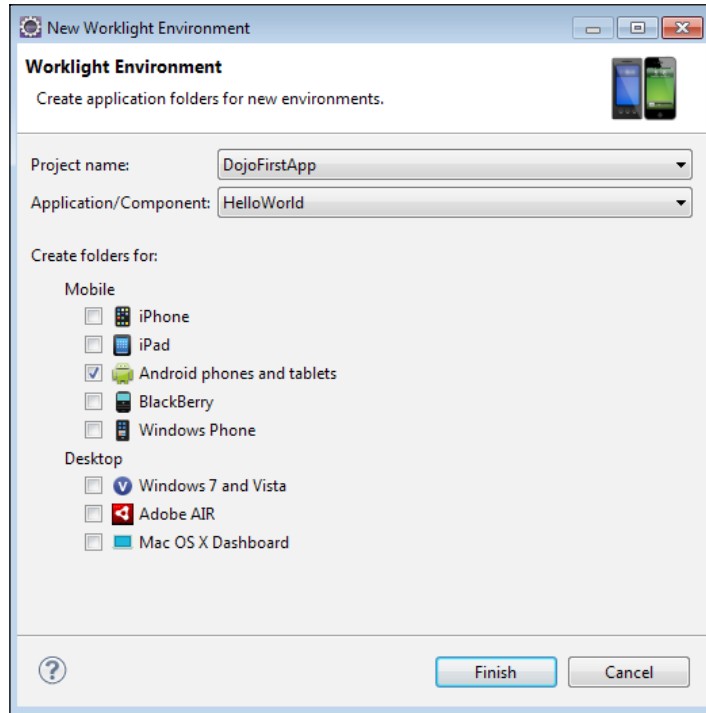 New Worklight Environment
Worklight Environment
Create application folders for new environments.
Project name: DojoFirstApp
Application/Component: HelloWorld
Create folders for:
Mobile
iPhone
iPad
Android phones and tablets
BlackBerry
Windows Phone
Desktop
Windows 7 and Vista
Adobe AIR
Mac OS X Dashboard
? Finish Cancel